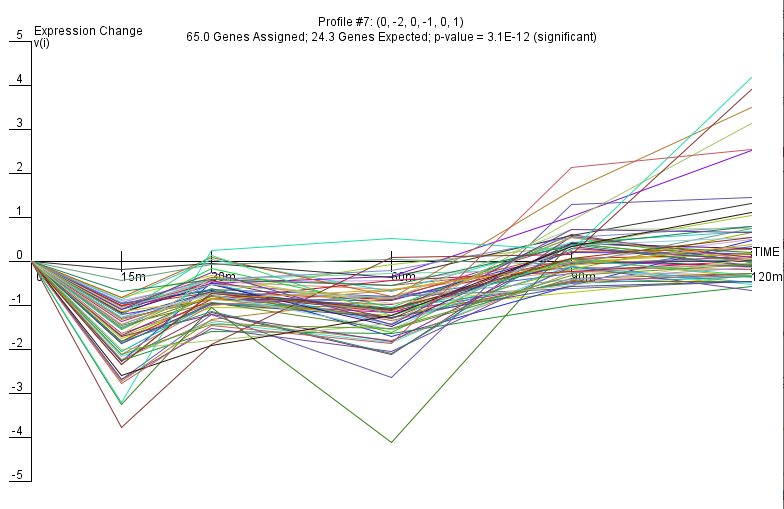 Profile #7: (0, -2, 0, -1, 0, 1)
Expression Change
v(i)
65.0 Genes Assigned; 24.3 Genes Expected; p-value = 3.1E-12 (significant)
5
4
3
2
1
0
TIME
0 15m 30m 60m 90m 120m
-1
-2
-3
-4
-5